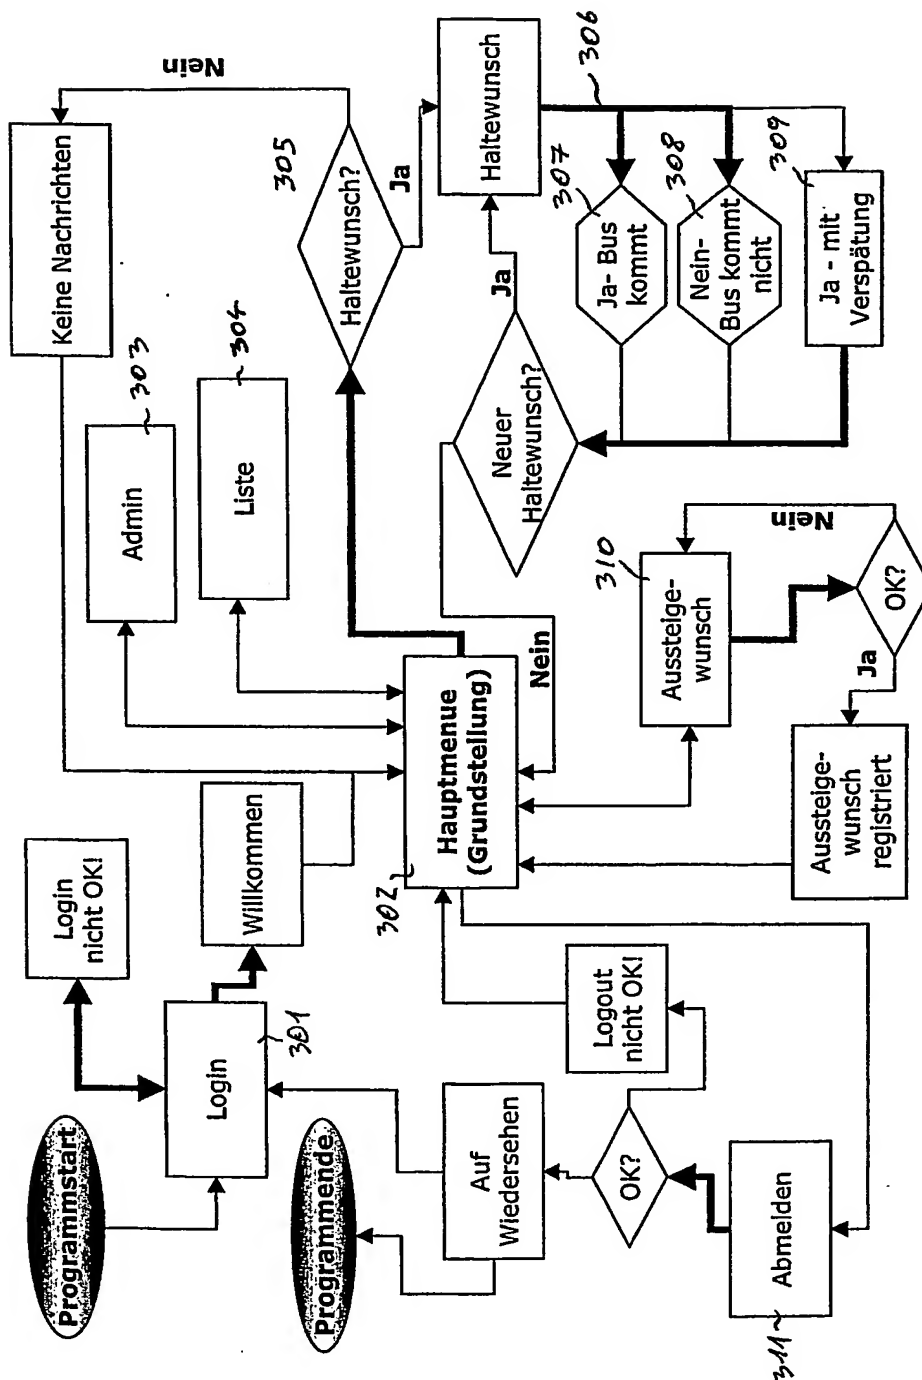 Programmstart
Login
nicht OK!
Login
301
Willkommen
Keine Nachrichten
Nein
Admin
303
Liste
304
Haltewunsch?
305
Ja
Haltewunsch
306
Hauptmenue
(Grundstellung)
302
Neuer
Haltewunsch?
Ja
Nein
Ja- Bus
kommt
307
Nein-
Bus kommt
nicht
308
Ja - mit
Verspätung
309
Aussteige-
wunsch
310
OK?
Nein
Ja
Aussteige-
wunsch
registriert
Programmende
Auf
Wiedersehen
Logout
nicht OK!
OK?
Abmelden
311